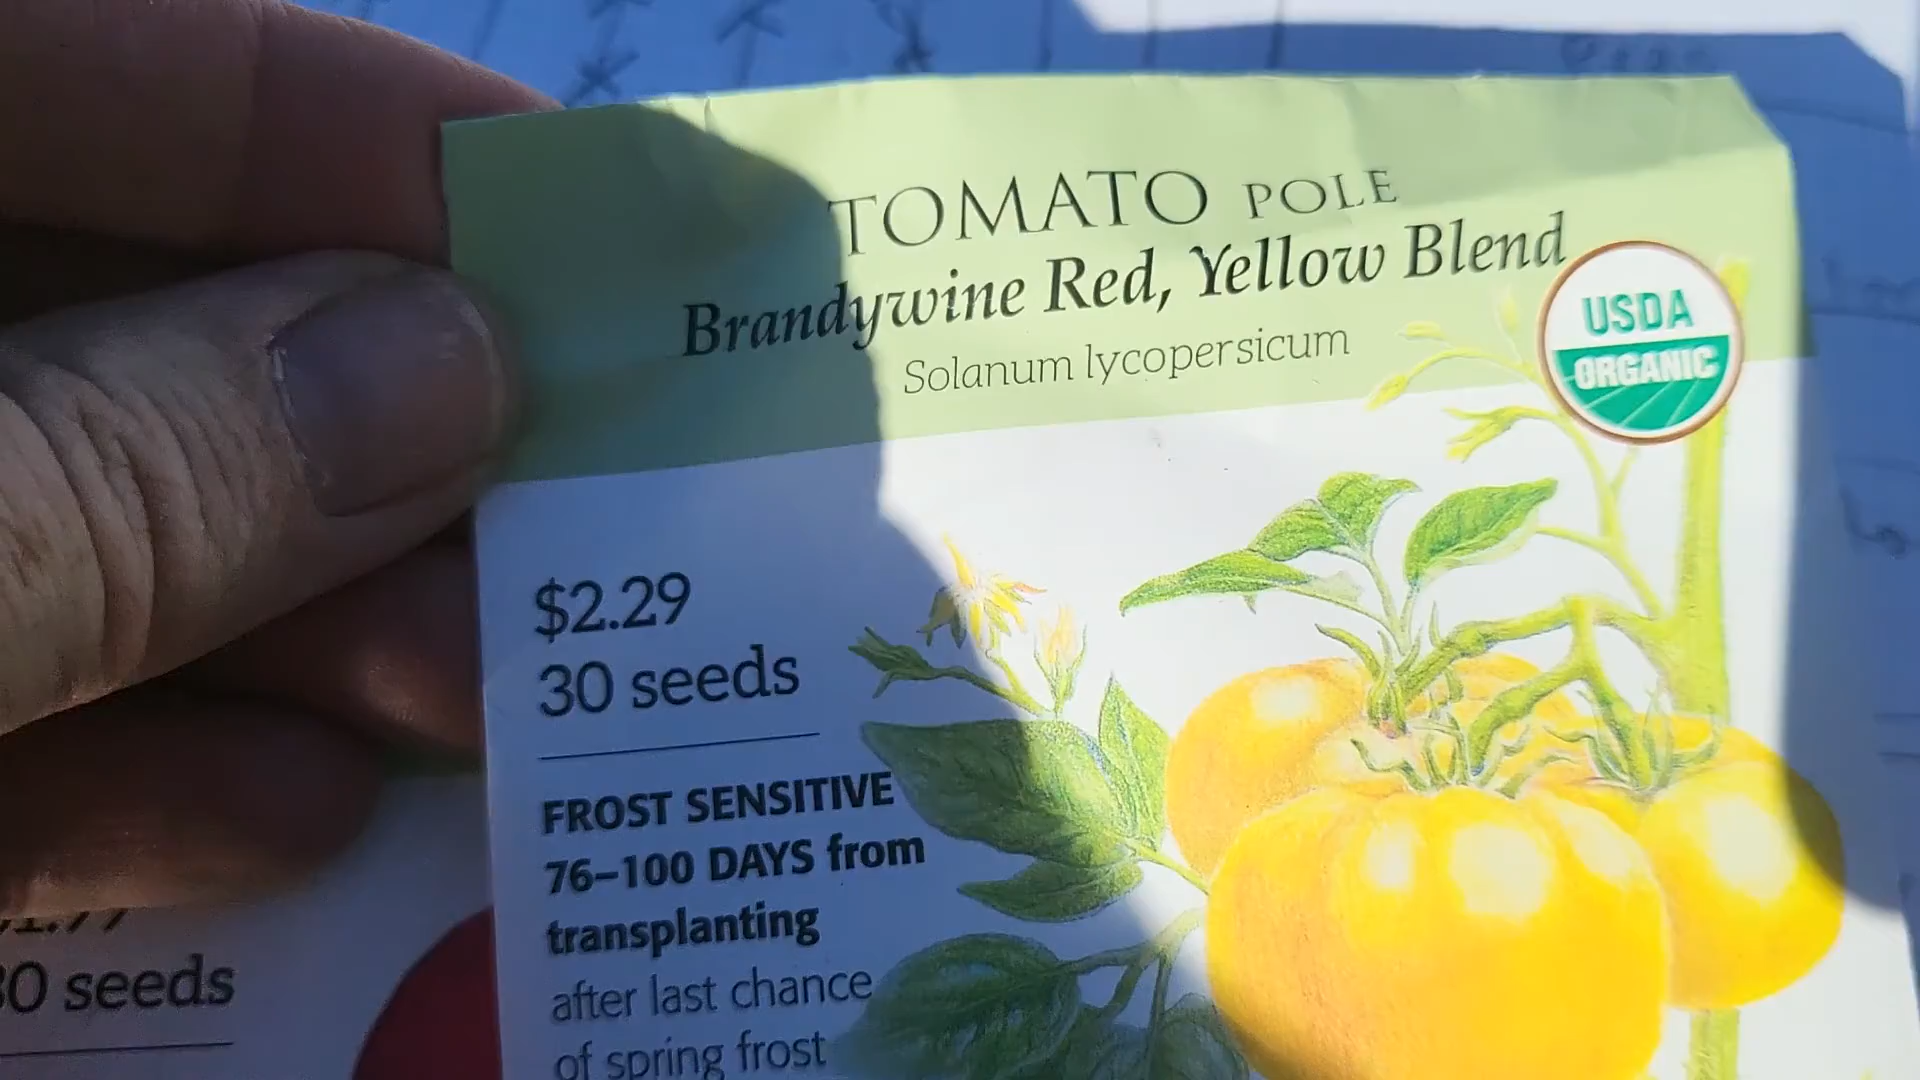 TOMATO POLE
Brandywine Red, Yellow Blend
Solanum lycopersicum
USDA
ORGANIC
$2.29
30 seeds
FROST SENSITIVE
76–100 DAYS from
transplanting
after last chance
of spring frost
seeds